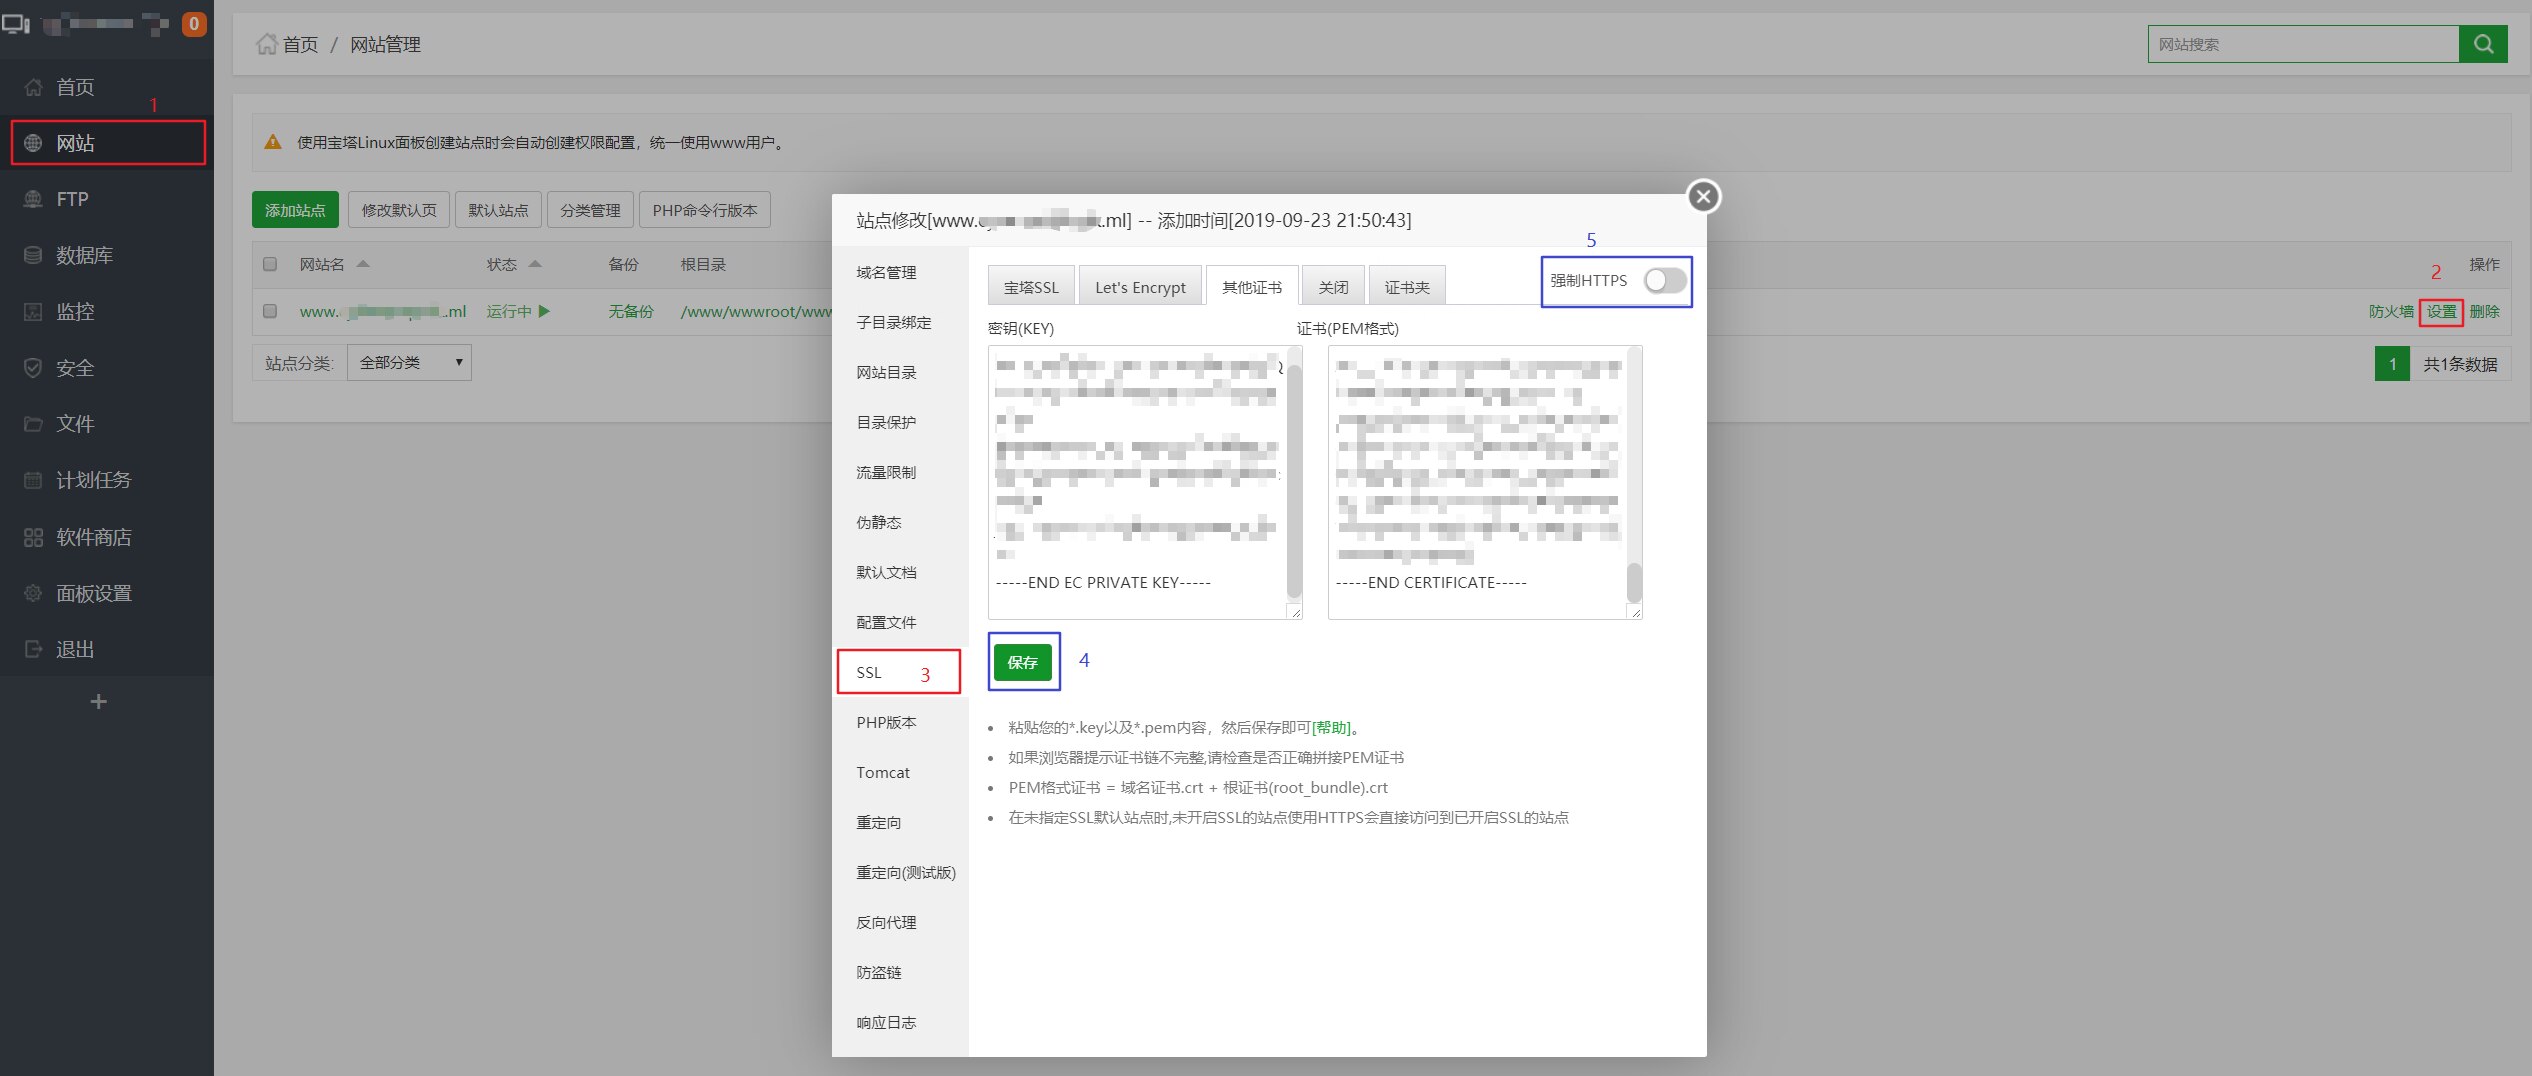 0
首页 / 网站管理
网站搜索
首页
1
网站
FTP
数据库
监控
安全
文件
计划任务
软件商店
面板设置
退出
+
使用宝塔Linux面板创建站点时会自动创建权限配置，统一使用www用户。
添加站点 修改默认页 默认站点 分类管理 PHP命令行版本
网站名 状态 备份 根目录 操作
2
www. .ml 运行中 无备份 /www/wwwroot/www 防火墙 设置 删除
站点分类: 全部分类 1 共1条数据
站点修改[www. .ml] -- 添加时间[2019-09-23 21:50:43]
域名管理
子目录绑定
网站目录
目录保护
流量限制
伪静态
默认文档
配置文件
SSL 3
PHP版本
Tomcat
重定向
重定向(测试版)
反向代理
防盗链
响应日志
5
宝塔SSL Let's Encrypt 其他证书 关闭 证书夹 强制HTTPS
密钥(KEY) 证书(PEM格式)
-----END EC PRIVATE KEY----- -----END CERTIFICATE-----
保存 4
粘贴您的*.key以及*.pem内容，然后保存即可[帮助]。
如果浏览器提示证书链不完整,请检查是否正确拼接PEM证书
PEM格式证书 = 域名证书.crt + 根证书(root_bundle).crt
在未指定SSL默认站点时,未开启SSL的站点使用HTTPS会直接访问到已开启SSL的站点